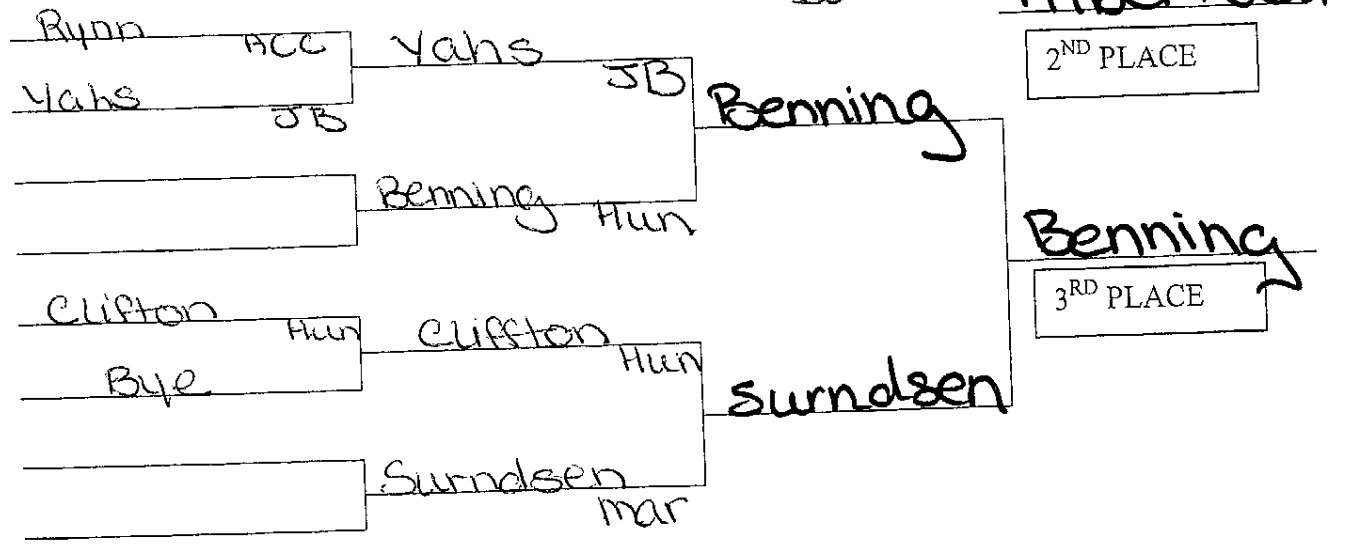 Rynn ACC
Yahs JB
Yahs JB
Benning Hun
Clifton Hun
Bye
Cliffton Hun
Surndsen mar
Benning
Surndsen
2ND PLACE
Benning
3RD PLACE